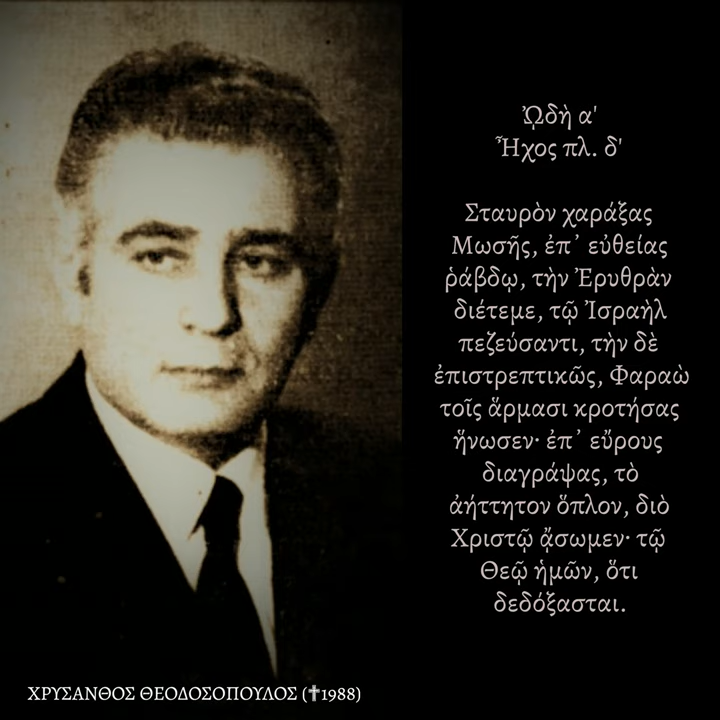 ᾨδὴ α'
Ἦχος πλ. δ'
Σταυρὸν χαράξας
Μωσῆς, ἐπ᾿ εὐθείας
ῥάβδῳ, τὴν Ἐρυθρὰν
διέτεμε, τῷ Ἰσραὴλ
πεζεύσαντι, τὴν δὲ
ἐπιστρεπτικῶς, Φαραὼ
τοῖς ἅρμασι κροτήσας
ἥνωσεν· ἐπ᾿ εὔρους
διαγράψας, τὸ
ἀήττητον ὅπλον, διὸ
Χριστῷ ᾄσωμεν· τῷ
Θεῷ ἡμῶν, ὅτι
δεδόξασται.
ΧΡΥΣΑΝΘΟΣ ΘΕΟΔΟΣΟΠΟΥΛΟΣ (✝1988)